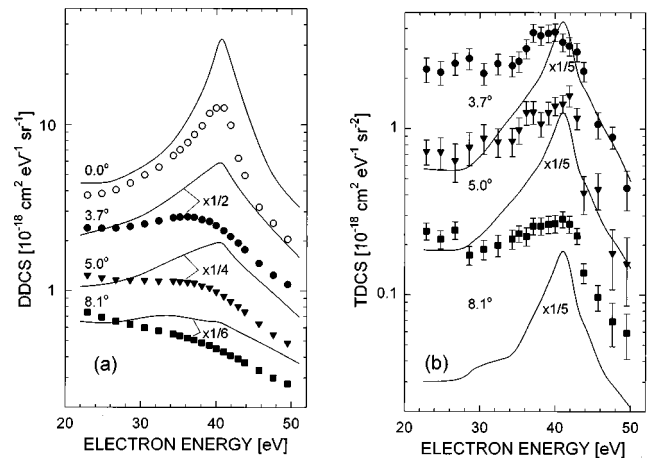 DDCS [10⁻¹⁸ cm² eV⁻¹ sr⁻¹]
10
1
0.0°
3.7°
x1/2
5.0°
x1/4
8.1°
x1/6
(a)
20 30 40 50
ELECTRON ENERGY [eV]
TDCS [10⁻¹⁸ cm² eV⁻¹ sr⁻²]
1
0.1
3.7°
x1/5
5.0°
x1/5
8.1°
x1/5
(b)
20 30 40 50
ELECTRON ENERGY [eV]